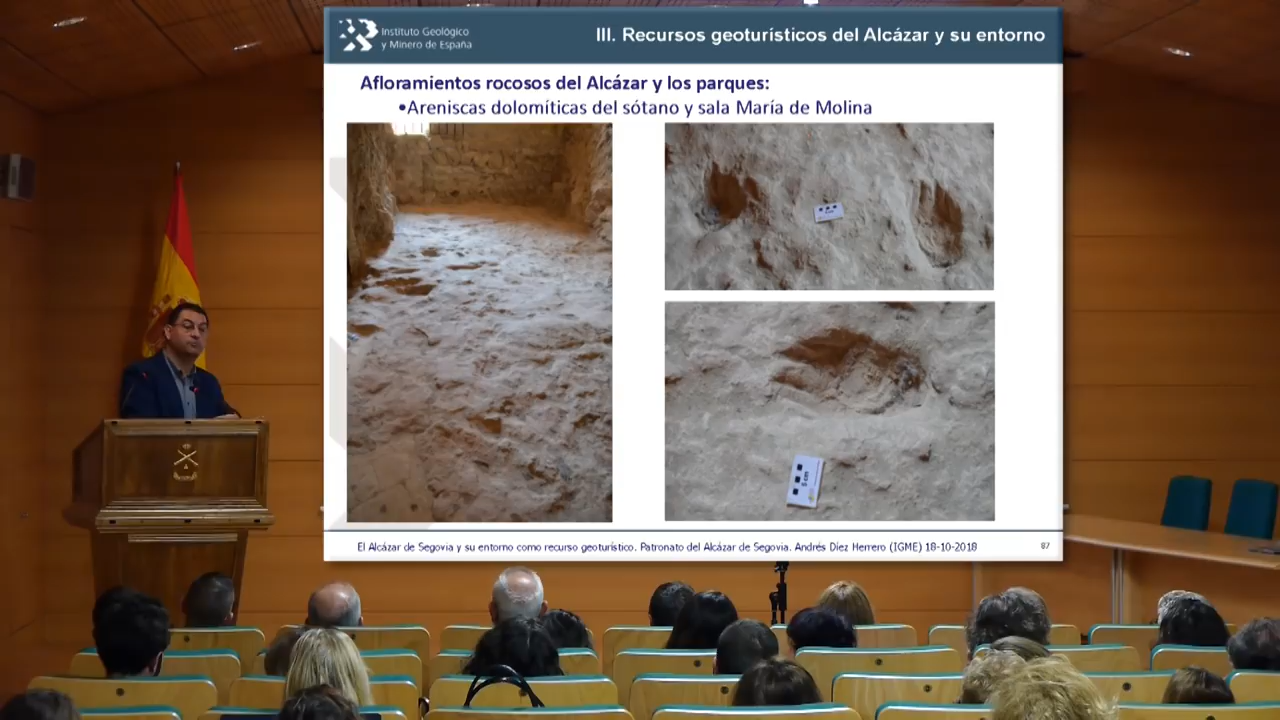 Instituto Geológico
y Minero de España
III. Recursos geoturísticos del Alcázar y su entorno
Afloramientos rocosos del Alcázar y los parques:
•Areniscas dolomíticas del sótano y sala María de Molina
5 cm
El Alcázar de Segovia y su entorno como recurso geoturístico. Patronato del Alcázar de Segovia. Andrés Díez Herrero (IGME) 18-10-2018
87